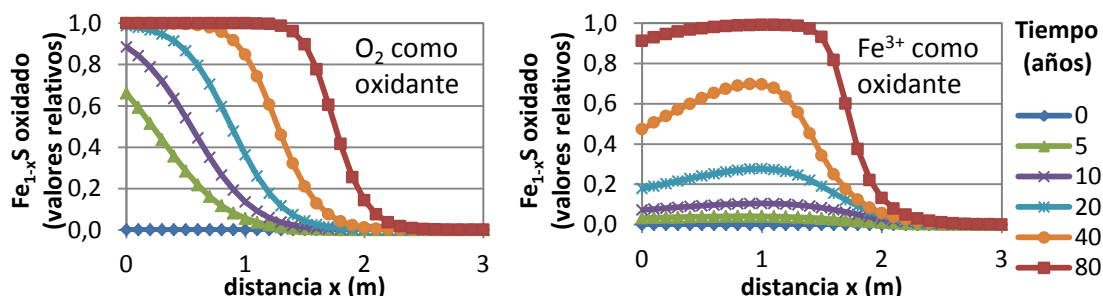 Fe1-xS oxidado
(valores relativos)
1,0
0,8
0,6
0,4
0,2
0,0
O2 como
oxidante
0 1 2 3
distancia x (m)
Fe1-xS oxidado
(valores relativos)
1,0
0,8
0,6
0,4
0,2
0,0
Fe3+ como
oxidante
0 1 2 3
distancia x (m)
Tiempo
(años)
0
5
10
20
40
80